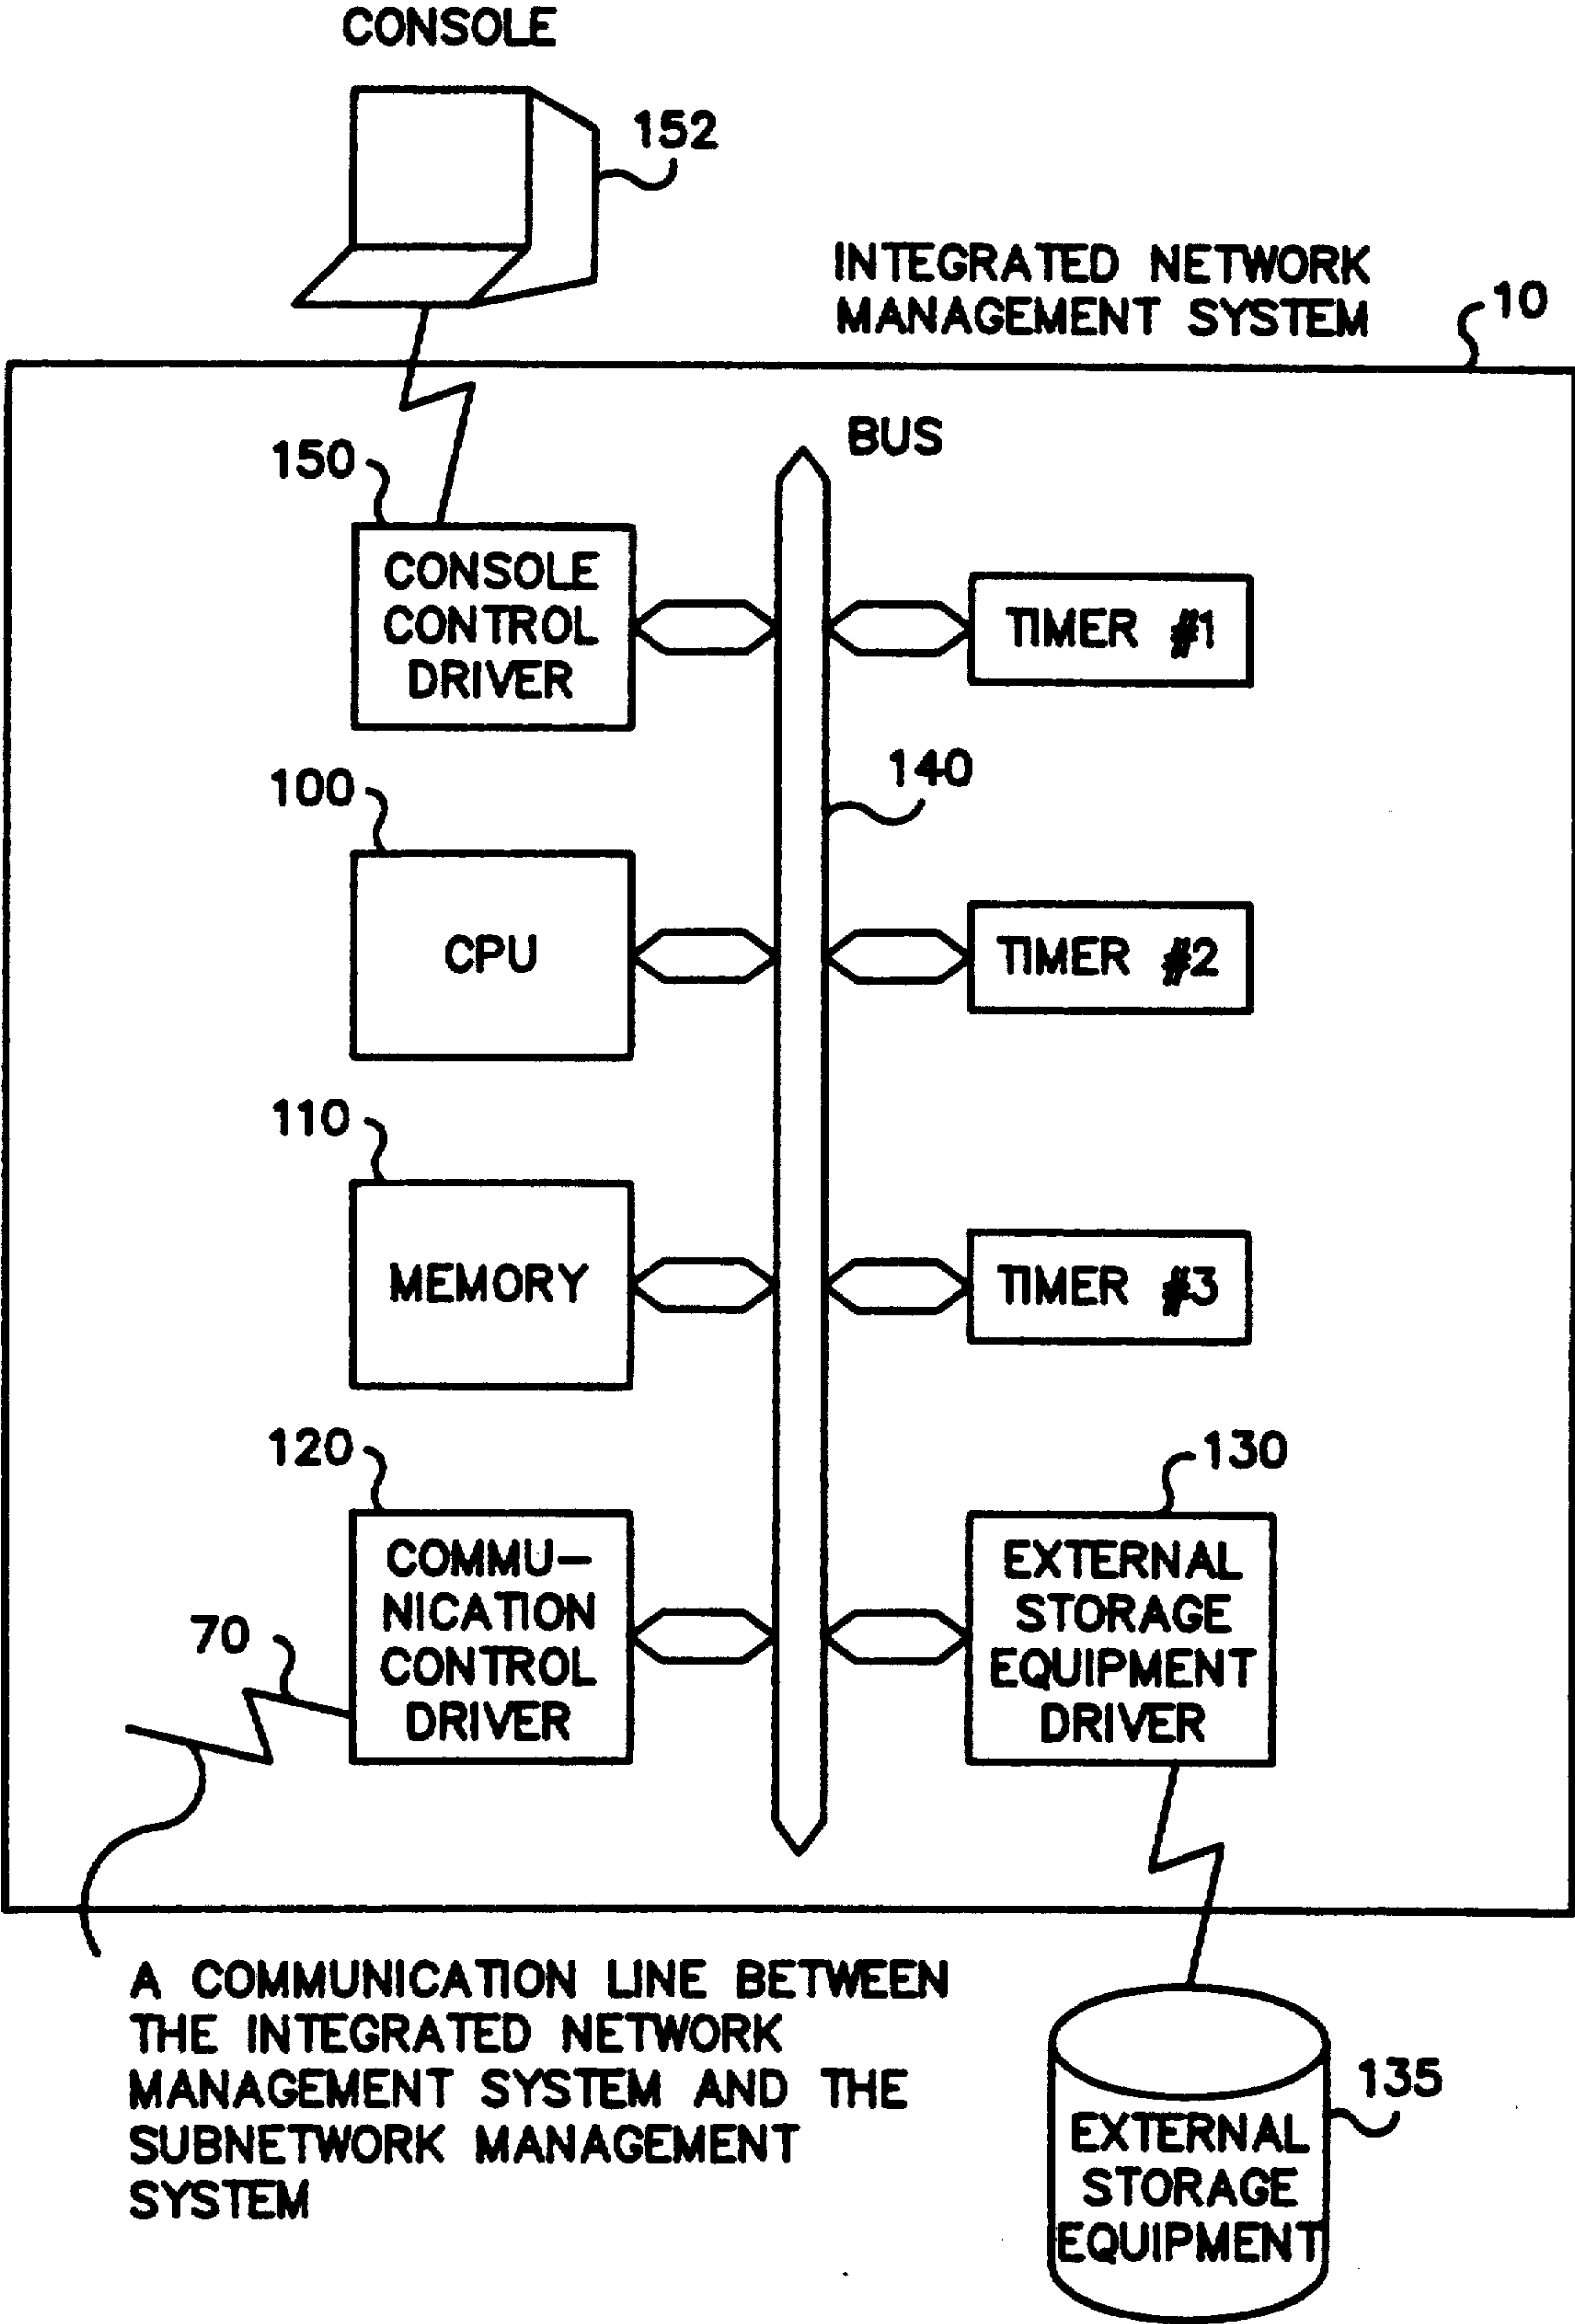 CONSOLE
152
INTEGRATED NETWORK
MANAGEMENT SYSTEM
10
BUS
150
CONSOLE
CONTROL
DRIVER
TIMER #1
140
100
CPU
TIMER #2
110
MEMORY
TIMER #3
120
COMMU-
NICATION
CONTROL
DRIVER
130
EXTERNAL
STORAGE
EQUIPMENT
DRIVER
70
A COMMUNICATION LINE BETWEEN
THE INTEGRATED NETWORK
MANAGEMENT SYSTEM AND THE
SUBNETWORK MANAGEMENT
SYSTEM
135
EXTERNAL
STORAGE
EQUIPMENT